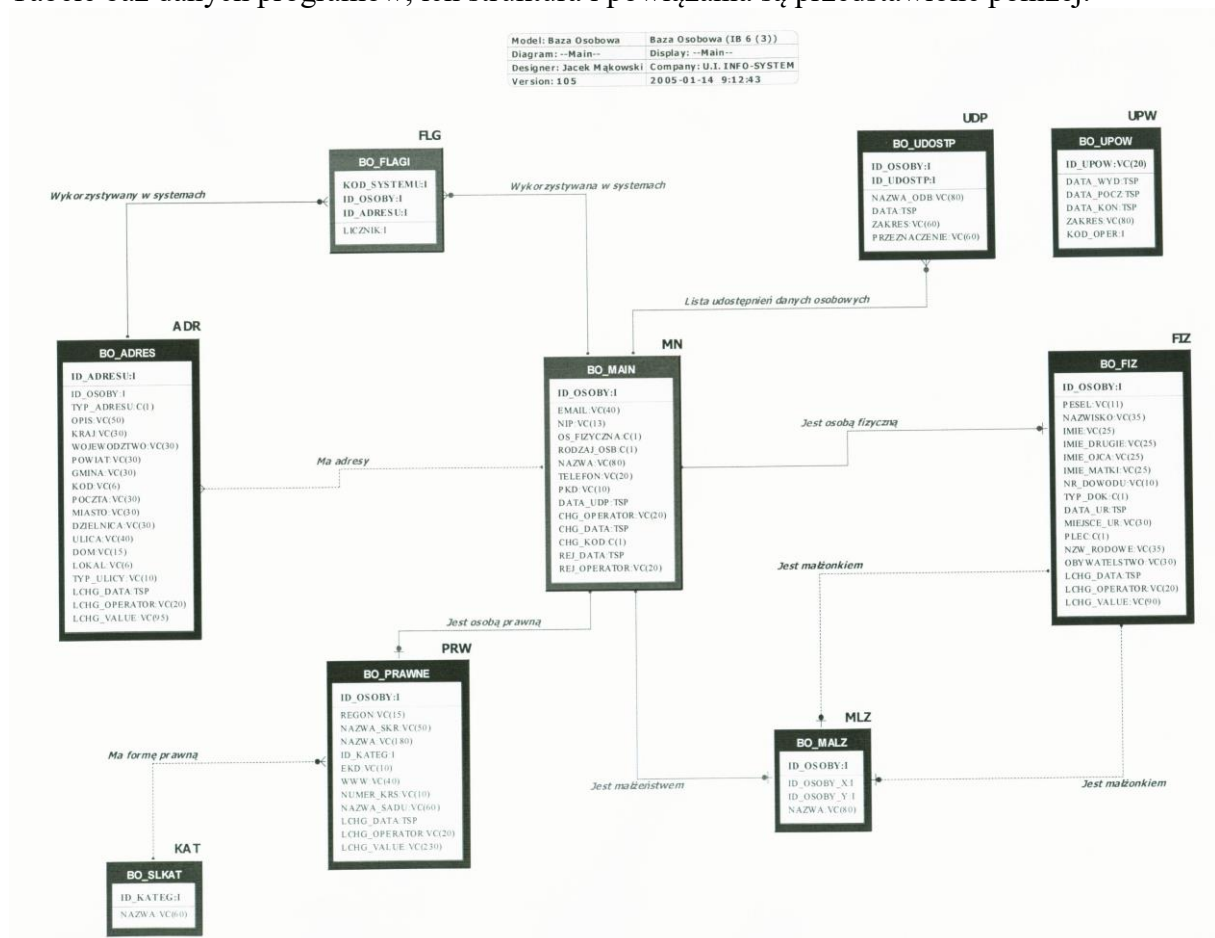 Tabele baz danych programów, ich struktura i powiązania są przedstawione poniżej:
Model: Baza Osobowa Baza Osobowa (IB 6 (3))
Diagram: --Main-- Display: --Main--
Designer: Jacek Mąkowski Company: U.I. INFO-SYSTEM
Version: 105 2005-01-14 9:12:43
FLG
BO_FLAGI
KOD_SYSTEMU:I
ID_OSOBY:I
ID_ADRESU:I
LICZNIK:I
UDP
BO_UDOSTP
ID_OSOBY:I
ID_UDOSTP:I
NAZWA_ODB:VC(80)
DATA:TSP
ZAKRES:VC(60)
PRZEZNACZENIE:VC(60)
UPW
BO_UPOW
ID_UPOW:VC(20)
DATA_WYD:TSP
DATA_POCZ:TSP
DATA_KON:TSP
ZAKRES:VC(80)
KOD_OPER:I
Wykorzystywany w systemach
Wykorzystywana w systemach
Lista udostępnień danych osobowych
ADR
BO_ADRES
ID_ADRESU:I
ID_OSOBY:I
TYP_ADRESU:C(1)
OPIS:VC(50)
KRAJ:VC(30)
WOJEWODZTWO:VC(30)
POWIAT:VC(30)
GMINA:VC(30)
KOD:VC(6)
POCZTA:VC(30)
MIASTO:VC(30)
DZIELNICA:VC(30)
ULICA:VC(40)
DOM:VC(15)
LOKAL:VC(6)
TYP_ULICY:VC(10)
LCHG_DATA:TSP
LCHG_OPERATOR:VC(20)
LCHG_VALUE:VC(95)
Ma adresy
MN
BO_MAIN
ID_OSOBY:I
EMAIL:VC(40)
NIP:VC(13)
OS_FIZYCZNA:C(1)
RODZAJ_OSB:C(1)
NAZWA:VC(80)
TELEFON:VC(20)
PKD:VC(10)
DATA_UDP:TSP
CHG_OPERATOR:VC(20)
CHG_DATA:TSP
CHG_KOD:C(1)
REJ_DATA:TSP
REJ_OPERATOR:VC(20)
Jest osobą fizyczną
FIZ
BO_FIZ
ID_OSOBY:I
PESEL:VC(11)
NAZWISKO:VC(35)
IMIE:VC(25)
IMIE_DRUGIE:VC(25)
IMIE_OJCA:VC(25)
IMIE_MATKI:VC(25)
NR_DOWODU:VC(10)
TYP_DOK:C(1)
DATA_UR:TSP
MIEJSCE_UR:VC(30)
PLEC:C(1)
NZW_RODOWE:VC(35)
OBYWATELSTWO:VC(30)
LCHG_DATA:TSP
LCHG_OPERATOR:VC(20)
LCHG_VALUE:VC(90)
Jest małżonkiem
Jest osobą prawną
PRW
BO_PRAWNE
ID_OSOBY:I
REGON:VC(15)
NAZWA_SKR:VC(50)
NAZWA:VC(180)
ID_KATEG:I
EKD:VC(10)
WWW:VC(40)
NUMER_KRS:VC(10)
NAZWA_SADU:VC(60)
LCHG_DATA:TSP
LCHG_OPERATOR:VC(20)
LCHG_VALUE:VC(230)
Ma formę prawną
MLZ
BO_MALZ
ID_OSOBY:I
ID_OSOBY_X:I
ID_OSOBY_Y:I
NAZWA:VC(80)
Jest małżeństwem
Jest małżonkiem
KAT
BO_SLKAT
ID_KATEG:I
NAZWA:VC(60)